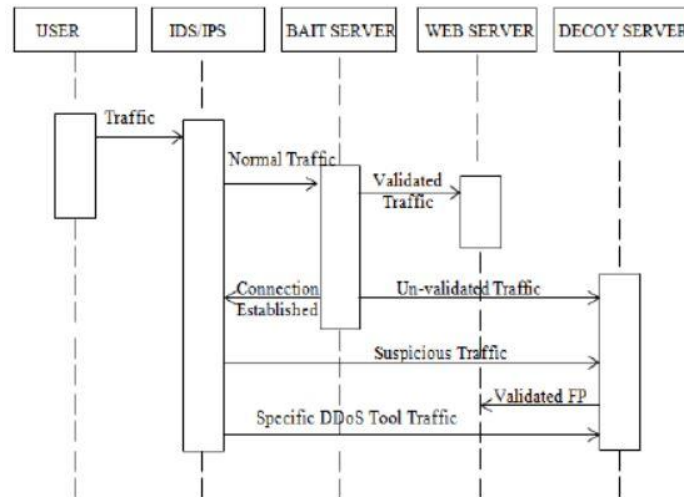 USER
IDS/IPS
BAIT SERVER
WEB SERVER
DECOY SERVER
Traffic
Normal Traffic
Validated
Traffic
Connection
Established
Un-validated Traffic
Suspicious Traffic
Validated FP
Specific DDoS Tool Traffic